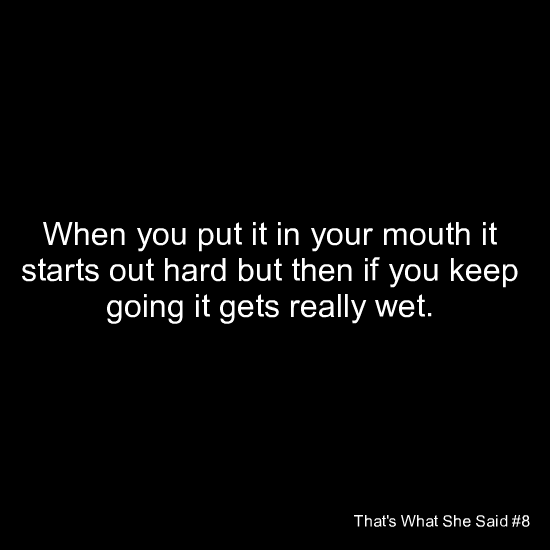 When you put it in your mouth it
starts out hard but then if you keep
going it gets really wet.
That's What She Said #8